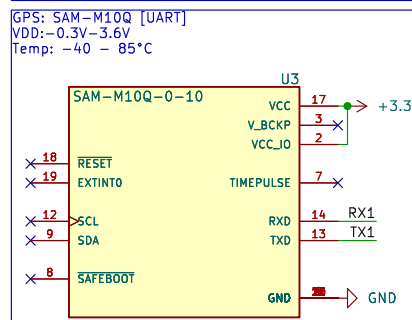 GPS: SAM-M10Q [UART]
VDD:-0.3V-3.6V
Temp: -40 - 85°C
U3
SAM-M10Q-0-10
VCC 17 +3.3
V_BCKP 3
VCC_IO 2
18 RESET
19 EXTINT0
TIMEPULSE 7
12 SCL
RXD 14 RX1
9 SDA
TXD 13 TX1
8 SAFEBOOT
GND GND